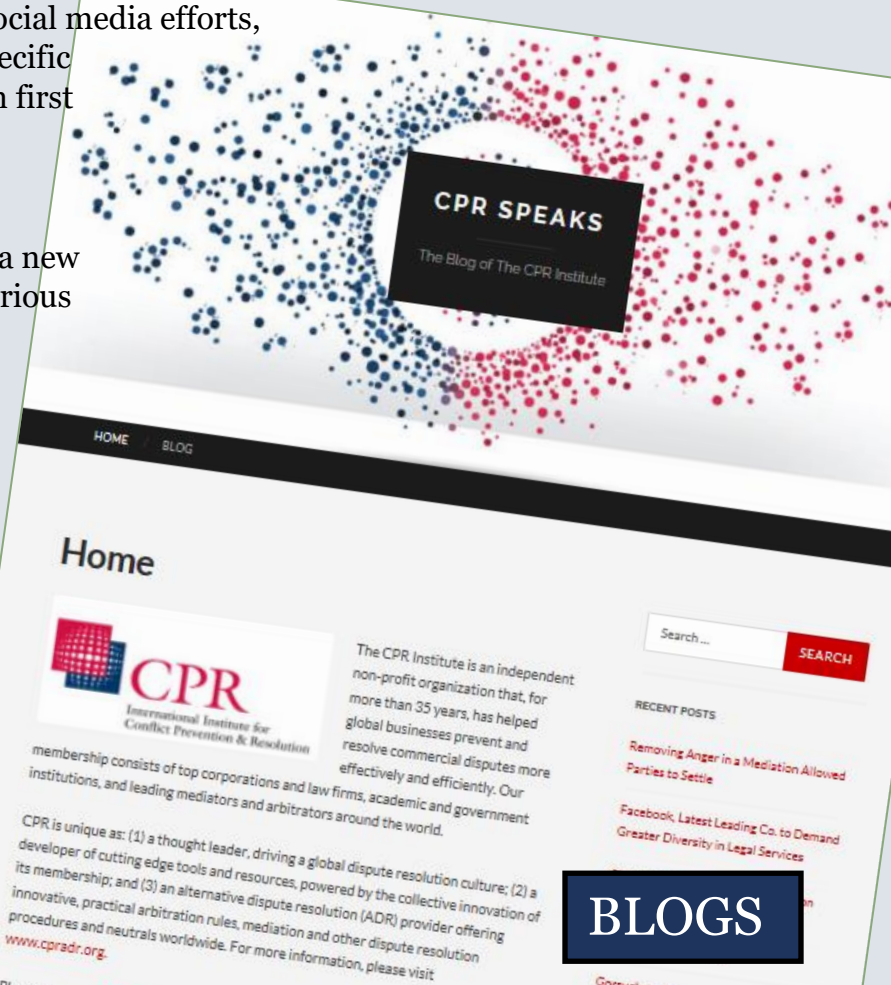 ocial media efforts,
ecific
n first
a new
rious
CPR SPEAKS
The Blog of The CPR Institute
HOME / BLOG
Home
CPR
International Institute for
Conflict Prevention & Resolution
The CPR Institute is an independent
non-profit organization that, for
more than 35 years, has helped
global businesses prevent and
resolve commercial disputes more
effectively and efficiently. Our
membership consists of top corporations and law firms, academic and government
institutions, and leading mediators and arbitrators around the world.
CPR is unique as: (1) a thought leader, driving a global dispute resolution culture; (2) a
developer of cutting edge tools and resources, powered by the collective innovation of
its membership; and (3) an alternative dispute resolution (ADR) provider offering
innovative, practical arbitration rules, mediation and other dispute resolution
procedures and neutrals worldwide. For more information, please visit
www.cpradr.org.
Search ...
SEARCH
RECENT POSTS
Removing Anger in a Mediation Allowed
Parties to Settle
Facebook, Latest Leading Co. to Demand
Greater Diversity in Legal Services
on
BLOGS